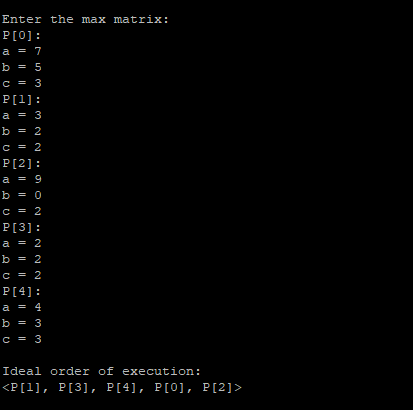 Enter the max matrix:
P[0]:
a = 7
b = 5
c = 3
P[1]:
a = 3
b = 2
c = 2
P[2]:
a = 9
b = 0
c = 2
P[3]:
a = 2
b = 2
c = 2
P[4]:
a = 4
b = 3
c = 3
Ideal order of execution:
<P[1], P[3], P[4], P[0], P[2]>